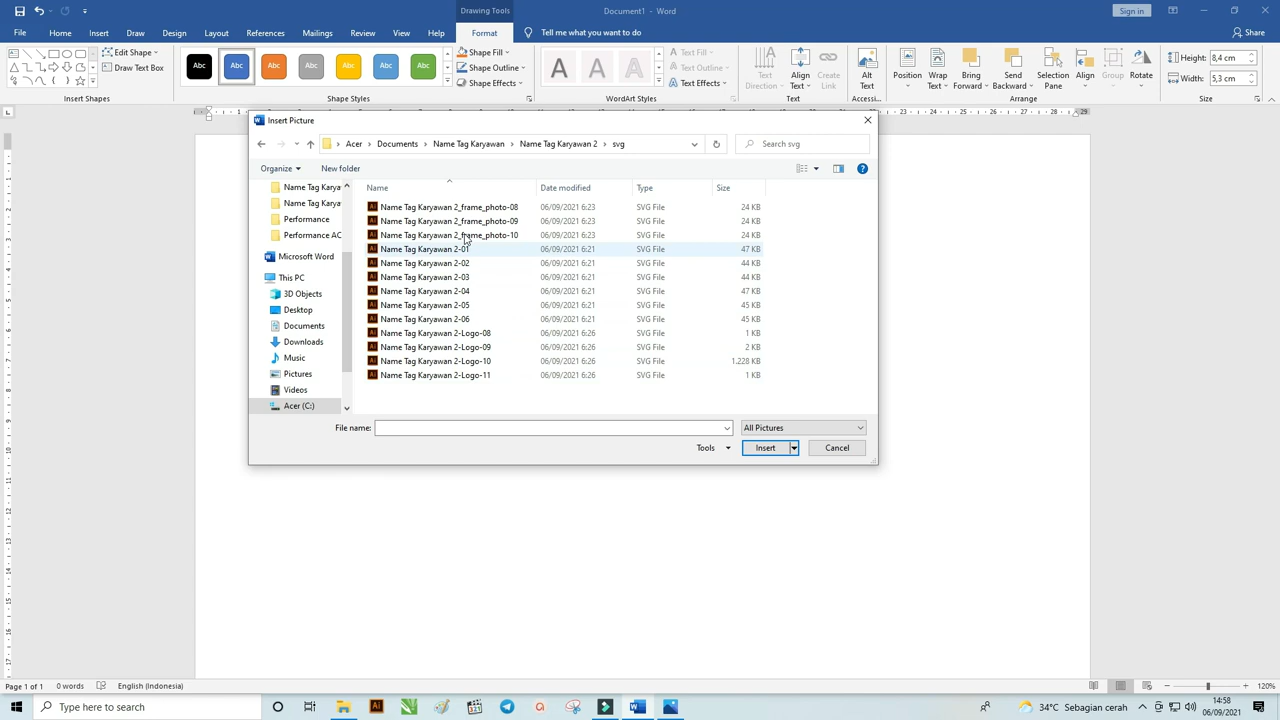 Drawing Tools
Document1 - Word
Sign in
File Home Insert Draw Design Layout References Mailings Review View Help Format Tell me what you want to do Share
Edit Shape
Draw Text Box
Insert Shapes
Abc Abc Abc Abc Abc Abc Abc
Shape Fill
Shape Outline
Shape Effects
Shape Styles
A A A
Text Fill
Text Outline
Text Effects
WordArt Styles
Text Direction
Align Text
Create Link
Text
Alt Text
Accessi...
Position
Wrap Text
Bring Forward
Send Backward
Selection Pane
Align
Group
Rotate
Arrange
Height: 8,4 cm
Width: 5,3 cm
Size
Insert Picture
Acer > Documents > Name Tag Karyawan > Name Tag Karyawan 2 > svg
Search svg
Organize New folder
Name Date modified Type Size
Name Tag Karya
Name Tag Karya
Performance
Performance AC
Microsoft Word
This PC
3D Objects
Desktop
Documents
Downloads
Music
Pictures
Videos
Acer (C:)
Name Tag Karyawan 2_frame_photo-08 06/09/2021 6:23 SVG File 24 KB
Name Tag Karyawan 2_frame_photo-09 06/09/2021 6:23 SVG File 24 KB
Name Tag Karyawan 2_frame_photo-10 06/09/2021 6:23 SVG File 24 KB
Name Tag Karyawan 2-01 06/09/2021 6:21 SVG File 47 KB
Name Tag Karyawan 2-02 06/09/2021 6:21 SVG File 44 KB
Name Tag Karyawan 2-03 06/09/2021 6:21 SVG File 44 KB
Name Tag Karyawan 2-04 06/09/2021 6:21 SVG File 47 KB
Name Tag Karyawan 2-05 06/09/2021 6:21 SVG File 45 KB
Name Tag Karyawan 2-06 06/09/2021 6:21 SVG File 45 KB
Name Tag Karyawan 2-Logo-08 06/09/2021 6:26 SVG File 1 KB
Name Tag Karyawan 2-Logo-09 06/09/2021 6:26 SVG File 2 KB
Name Tag Karyawan 2-Logo-10 06/09/2021 6:26 SVG File 1.228 KB
Name Tag Karyawan 2-Logo-11 06/09/2021 6:26 SVG File 1 KB
File name: All Pictures
Tools Insert Cancel
Page 1 of 1 0 words English (Indonesia) 120%
Type here to search
34°C Sebagian cerah
14:58
06/09/2021